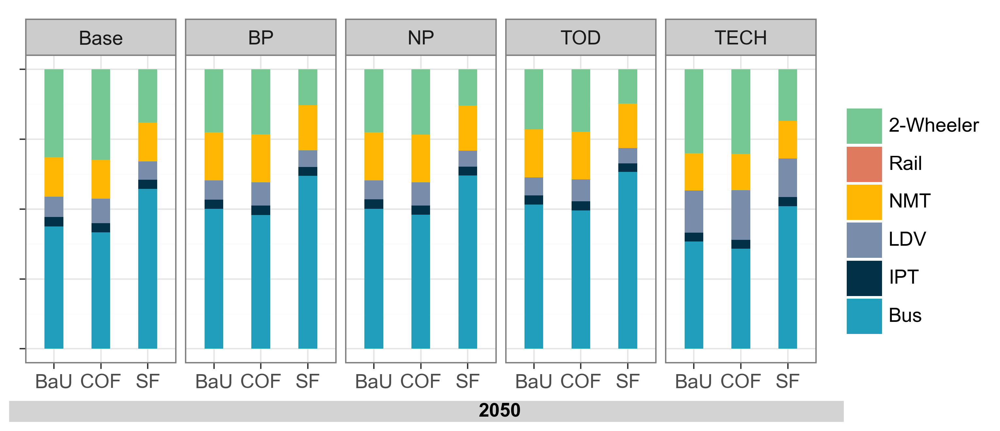 Base BP NP TOD TECH
2-Wheeler
Rail
NMT
LDV
IPT
Bus
BaU COF SF BaU COF SF BaU COF SF BaU COF SF BaU COF SF
2050